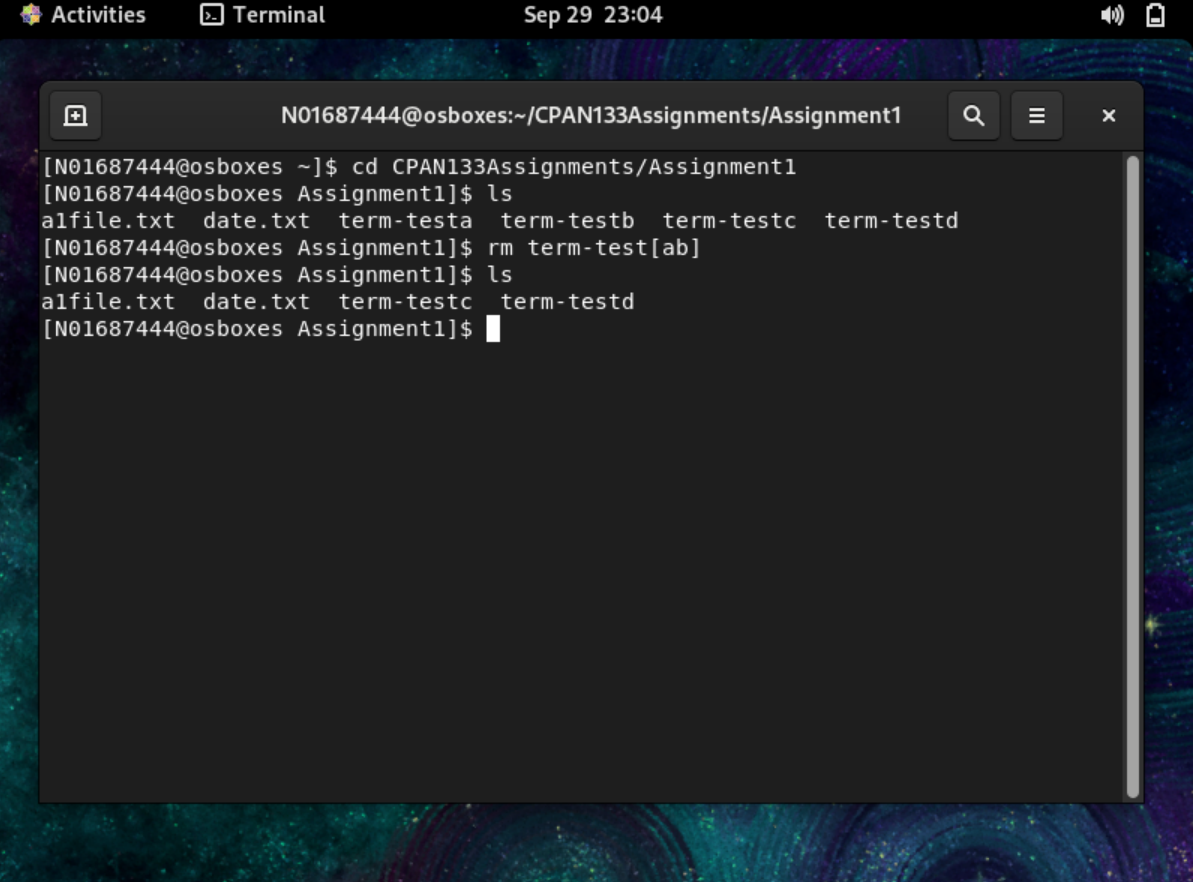 Activities Terminal Sep 29 23:04
N01687444@osboxes:~/CPAN133Assignments/Assignment1
[N01687444@osboxes ~]$ cd CPAN133Assignments/Assignment1
[N01687444@osboxes Assignment1]$ ls
a1file.txt  date.txt  term-testa  term-testb  term-testc  term-testd
[N01687444@osboxes Assignment1]$ rm term-test[ab]
[N01687444@osboxes Assignment1]$ ls
a1file.txt  date.txt  term-testc  term-testd
[N01687444@osboxes Assignment1]$